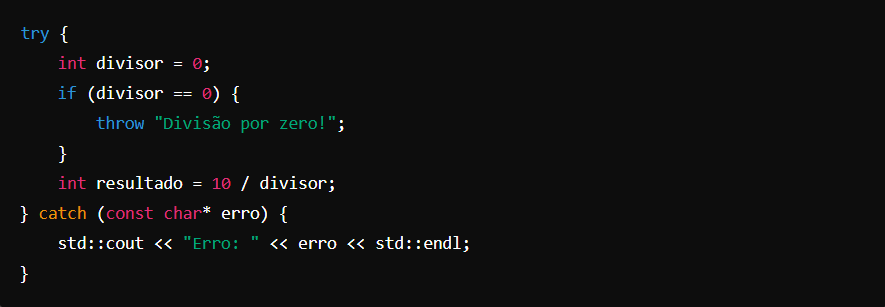 try {
    int divisor = 0;
    if (divisor == 0) {
        throw "Divisão por zero!";
    }
    int resultado = 10 / divisor;
} catch (const char* erro) {
    std::cout << "Erro: " << erro << std::endl;
}